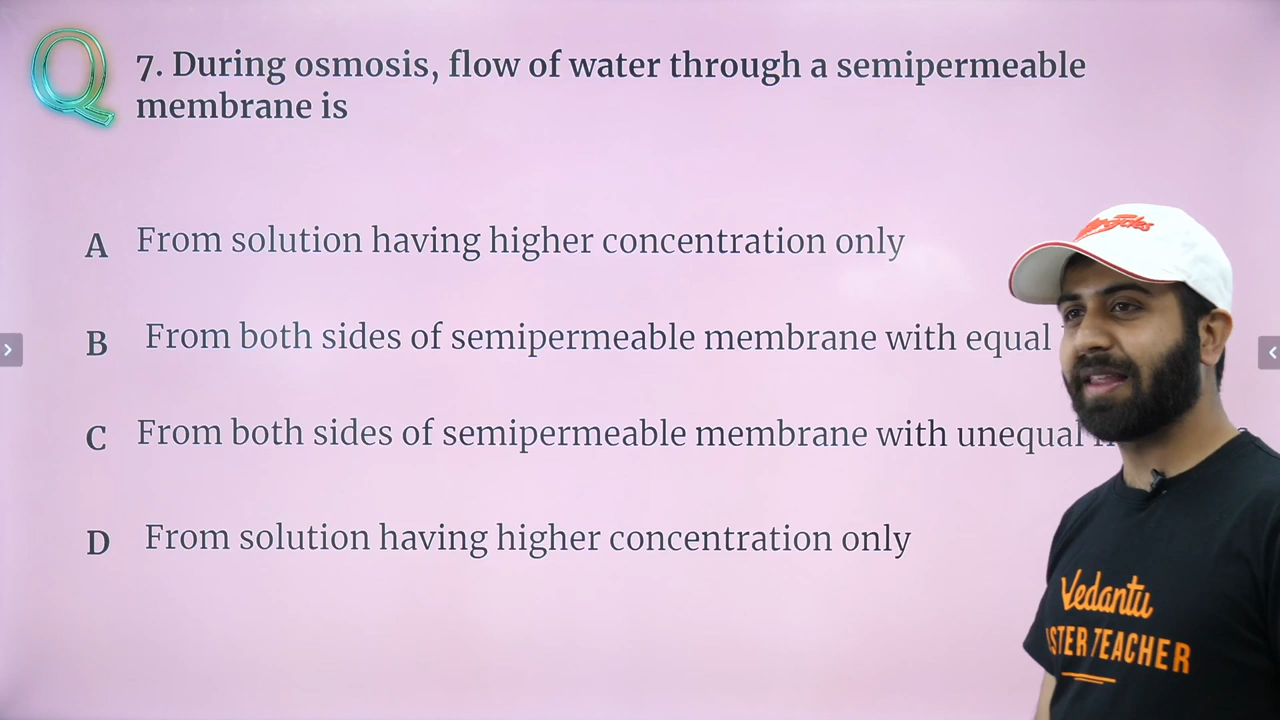 Q
7. During osmosis, flow of water through a semipermeable
membrane is
A From solution having higher concentration only
B From both sides of semipermeable membrane with equal
C From both sides of semipermeable membrane with unequal
D From solution having higher concentration only
Vedantu
TEACHER